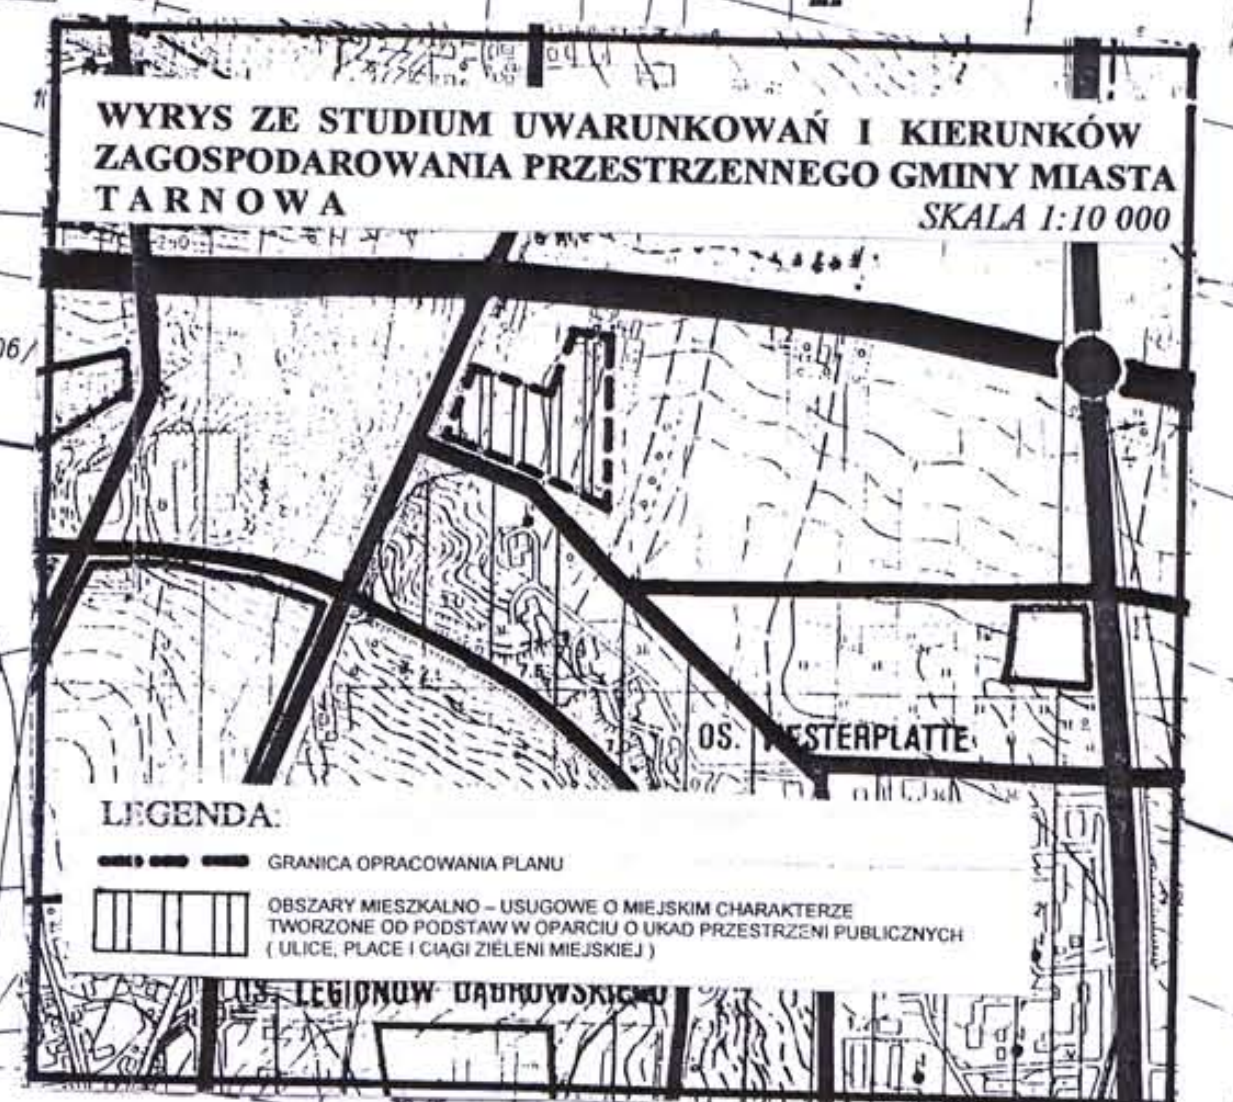 WYRYS ZE STUDIUM UWARUNKOWAŃ I KIERUNKÓW
ZAGOSPODAROWANIA PRZESTRZENNEGO GMINY MIASTA
TARNOWA
SKALA 1:10 000
OS. WESTERPLATTE
LEGENDA:
GRANICA OPRACOWANIA PLANU
OBSZARY MIESZKALNO – USUGOWE O MIEJSKIM CHARAKTERZE
TWORZONE OD PODSTAW W OPARCIU O UKAD PRZESTRZENI PUBLICZNYCH
( ULICE, PLACE I CIĄGI ZIELENI MIEJSKIEJ )
OS. LEGIONÓW DĄBROWSKIEGO